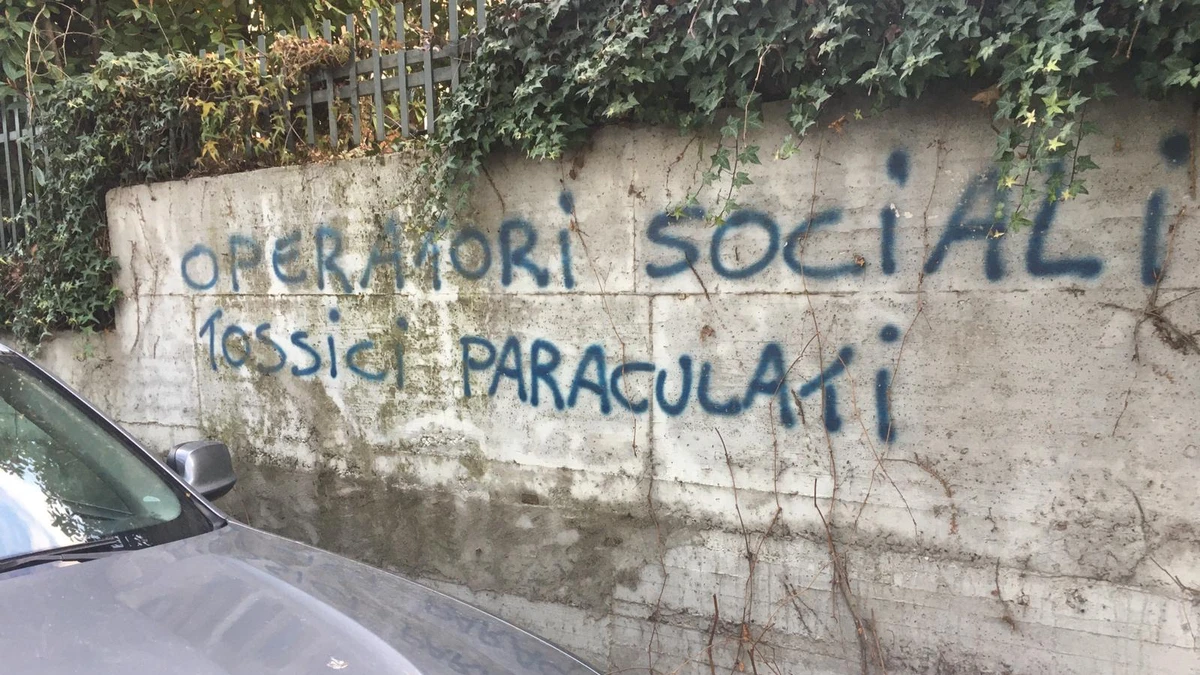 OPERATORi SOCiALi
TOSSiCi PARACULATi